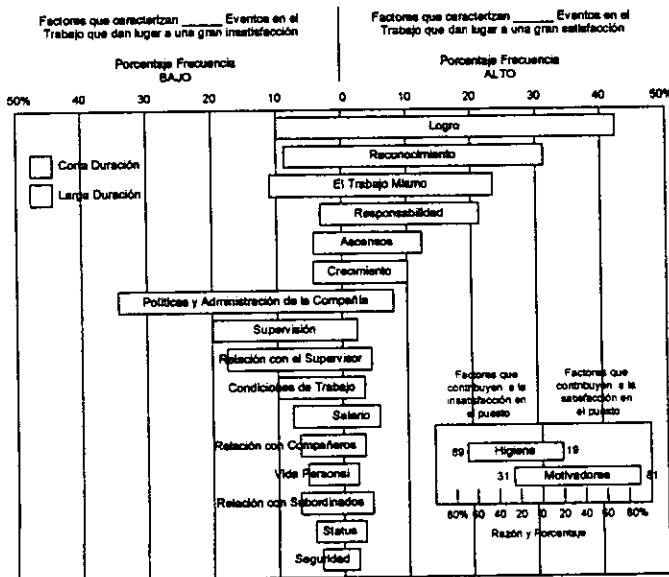 Factores que caracterizan ______ Eventos en el
Trabajo que dan lugar a una gran insatisfacción
Factores que caracterizan ______ Eventos en el
Trabajo que dan lugar a una gran satisfacción
Porcentaje Frecuencia
BAJO
Porcentaje Frecuencia
ALTO
50% 40 30 20 10 0 10 20 30 40 50%
Logro
Reconocimiento
Corta Duración
El Trabajo Mismo
Larga Duración
Responsabilidad
Ascensos
Crecimiento
Políticas y Administración de la Compañía
Supervisión
Relación con el Supervisor
Condiciones de Trabajo
Salario
Relación con Compañeros
Vida Personal
Relación con Subordinados
Status
Seguridad
Factores que
contribuyen a la
insatisfacción en
el puesto
Factores que
contribuyen a la
satisfacción en
el puesto
69 Higiene 19
31 Motivadores 81
80% 60 40 20 0 20 40 60 80%
Razón y Porcentaje